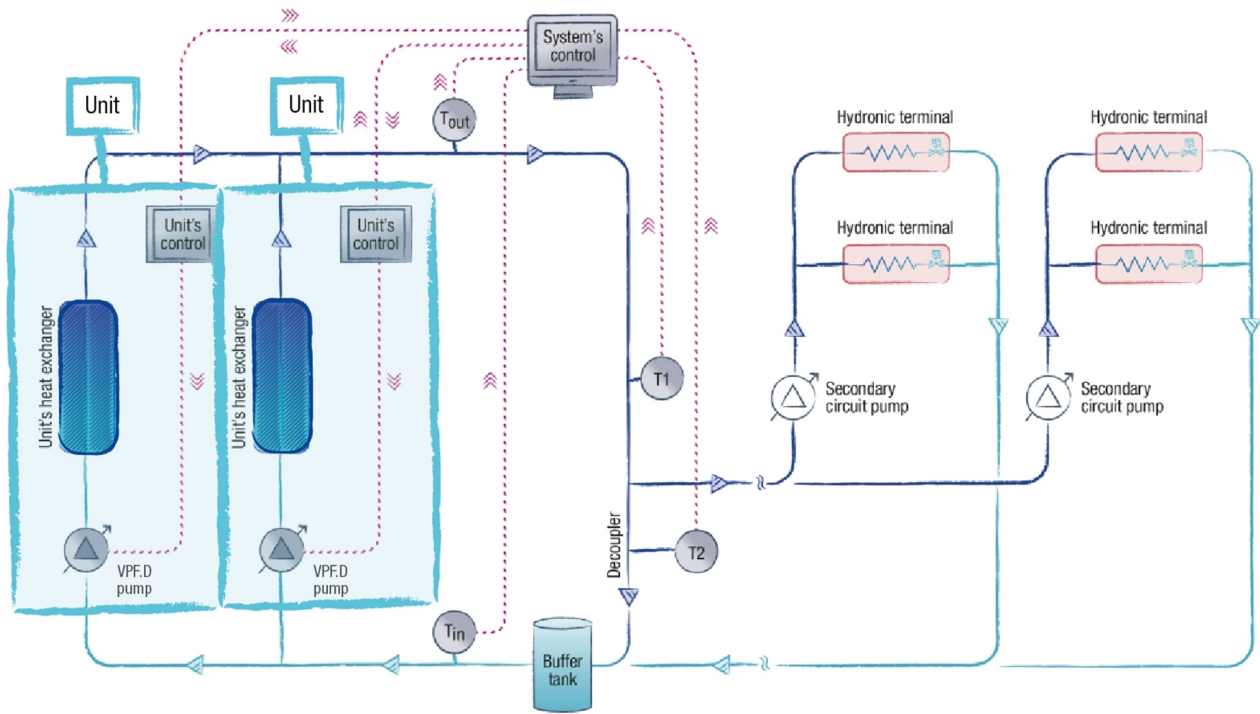 System's
control
Unit
Unit
Tout
Hydronic terminal
Hydronic terminal
Unit's
control
Unit's
control
Hydronic terminal
Hydronic terminal
Unit's heat exchanger
Unit's heat exchanger
T1
Secondary
circuit pump
Secondary
circuit pump
Decoupler
T2
VPF.D
pump
VPF.D
pump
Tin
Buffer
tank